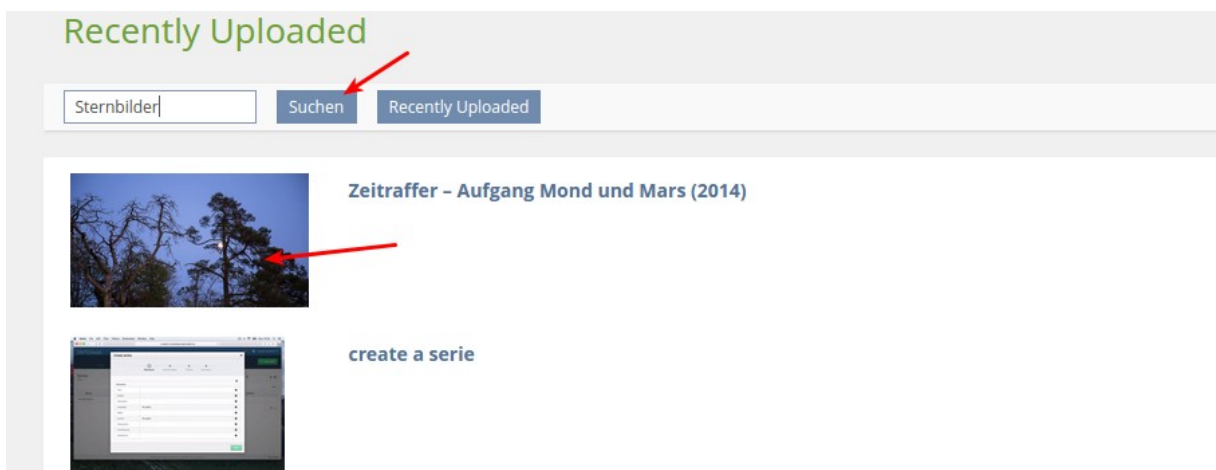 Recently Uploaded
Sternbilder Suchen Recently Uploaded
Zeitraffer – Aufgang Mond und Mars (2014)
create a serie